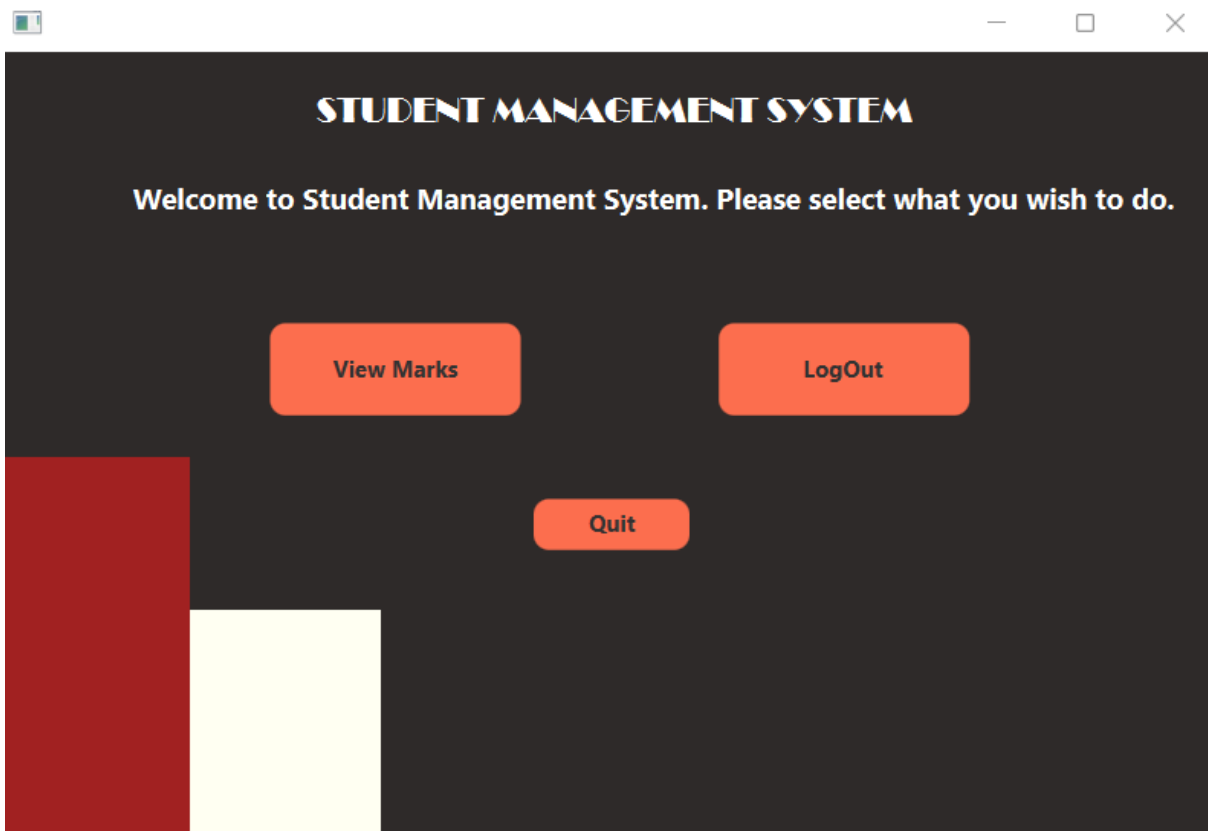 STUDENT MANAGEMENT SYSTEM
Welcome to Student Management System. Please select what you wish to do.
View Marks
LogOut
Quit